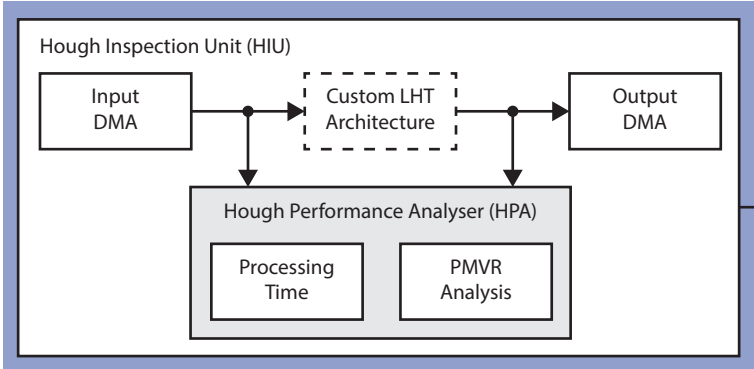 Hough Inspection Unit (HIU)
Input
DMA
Custom LHT
Architecture
Output
DMA
Hough Performance Analyser (HPA)
Processing
Time
PMVR
Analysis